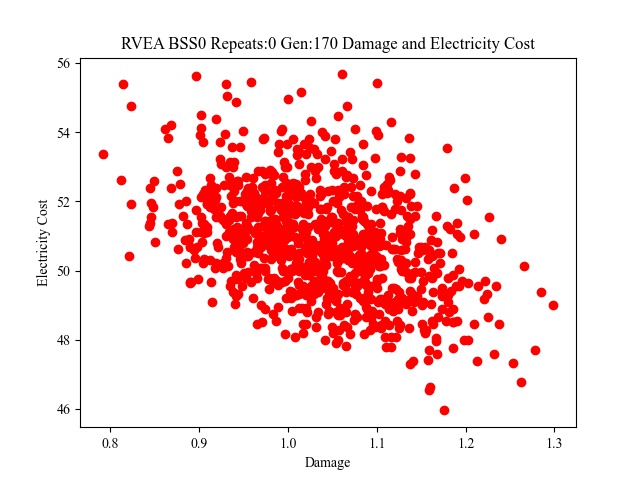 RVEA BSS0 Repeats:0 Gen:170 Damage and Electricity Cost
56
54
52
50
48
46
Electricity Cost
0.8 0.9 1.0 1.1 1.2 1.3
Damage